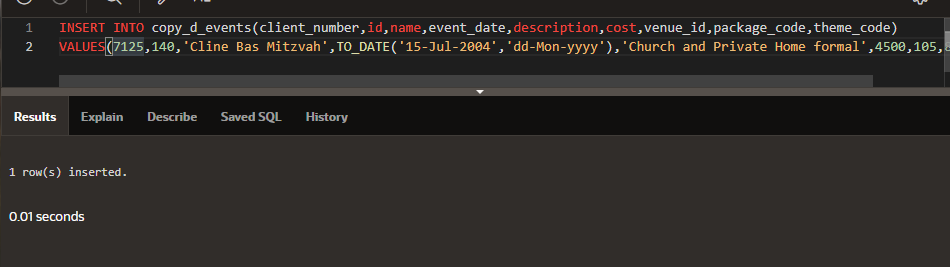 1 INSERT INTO copy_d_events(client_number,id,name,event_date,description,cost,venue_id,package_code,theme_code)
2 VALUES(7125,140,'Cline Bas Mitzvah',TO_DATE('15-Jul-2004','dd-Mon-yyyy'),'Church and Private Home formal',4500,105,
Results Explain Describe Saved SQL History
1 row(s) inserted.
0.01 seconds